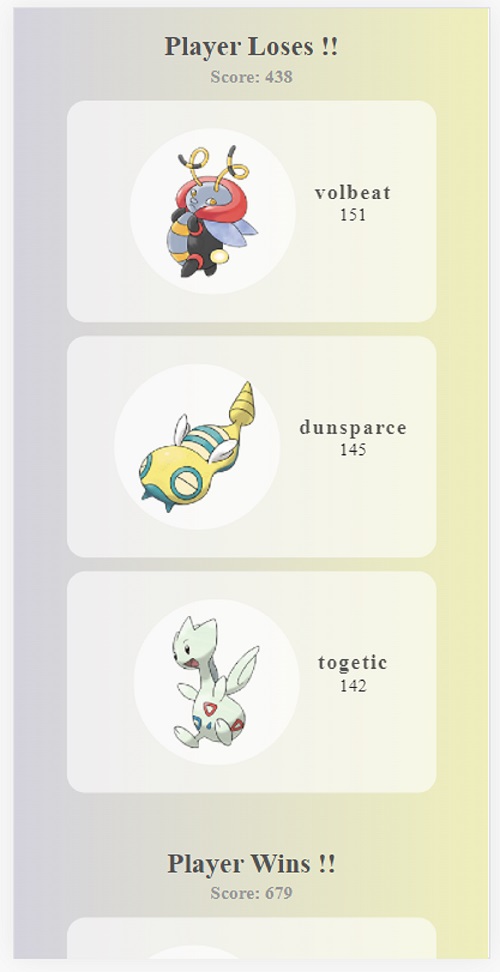 Player Loses !!
Score: 438
volbeat
151
dunsparce
145
togetic
142
Player Wins !!
Score: 679